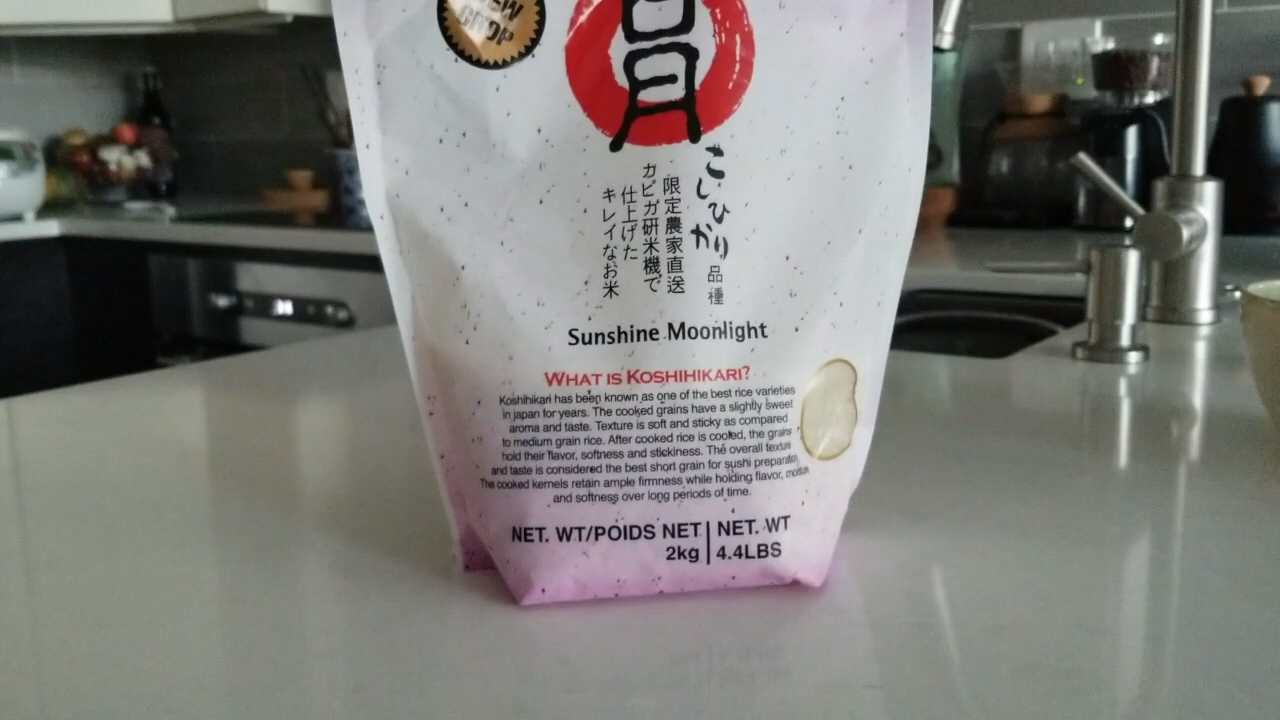 NEW
CROP
月
こしひかり品種
限定農家直送
カピカ研米機で
仕上げた
キレイなお米
Sunshine Moonlight
WHAT IS KOSHIHIKARI?
Koshihikari has been known as one of the best rice varieties
in japan for years. The cooked grains have a slightly sweet
aroma and taste. Texture is soft and sticky as compared
to medium grain rice. After cooked rice is cooled, the grains
hold their flavor, softness and stickiness. The overall texture
and taste is considered the best short grain for sushi preparation.
The cooked kernels retain ample firmness while holding flavor, moisture
and softness over long periods of time.
NET. WT/POIDS NET
2kg
NET. WT
4.4LBS